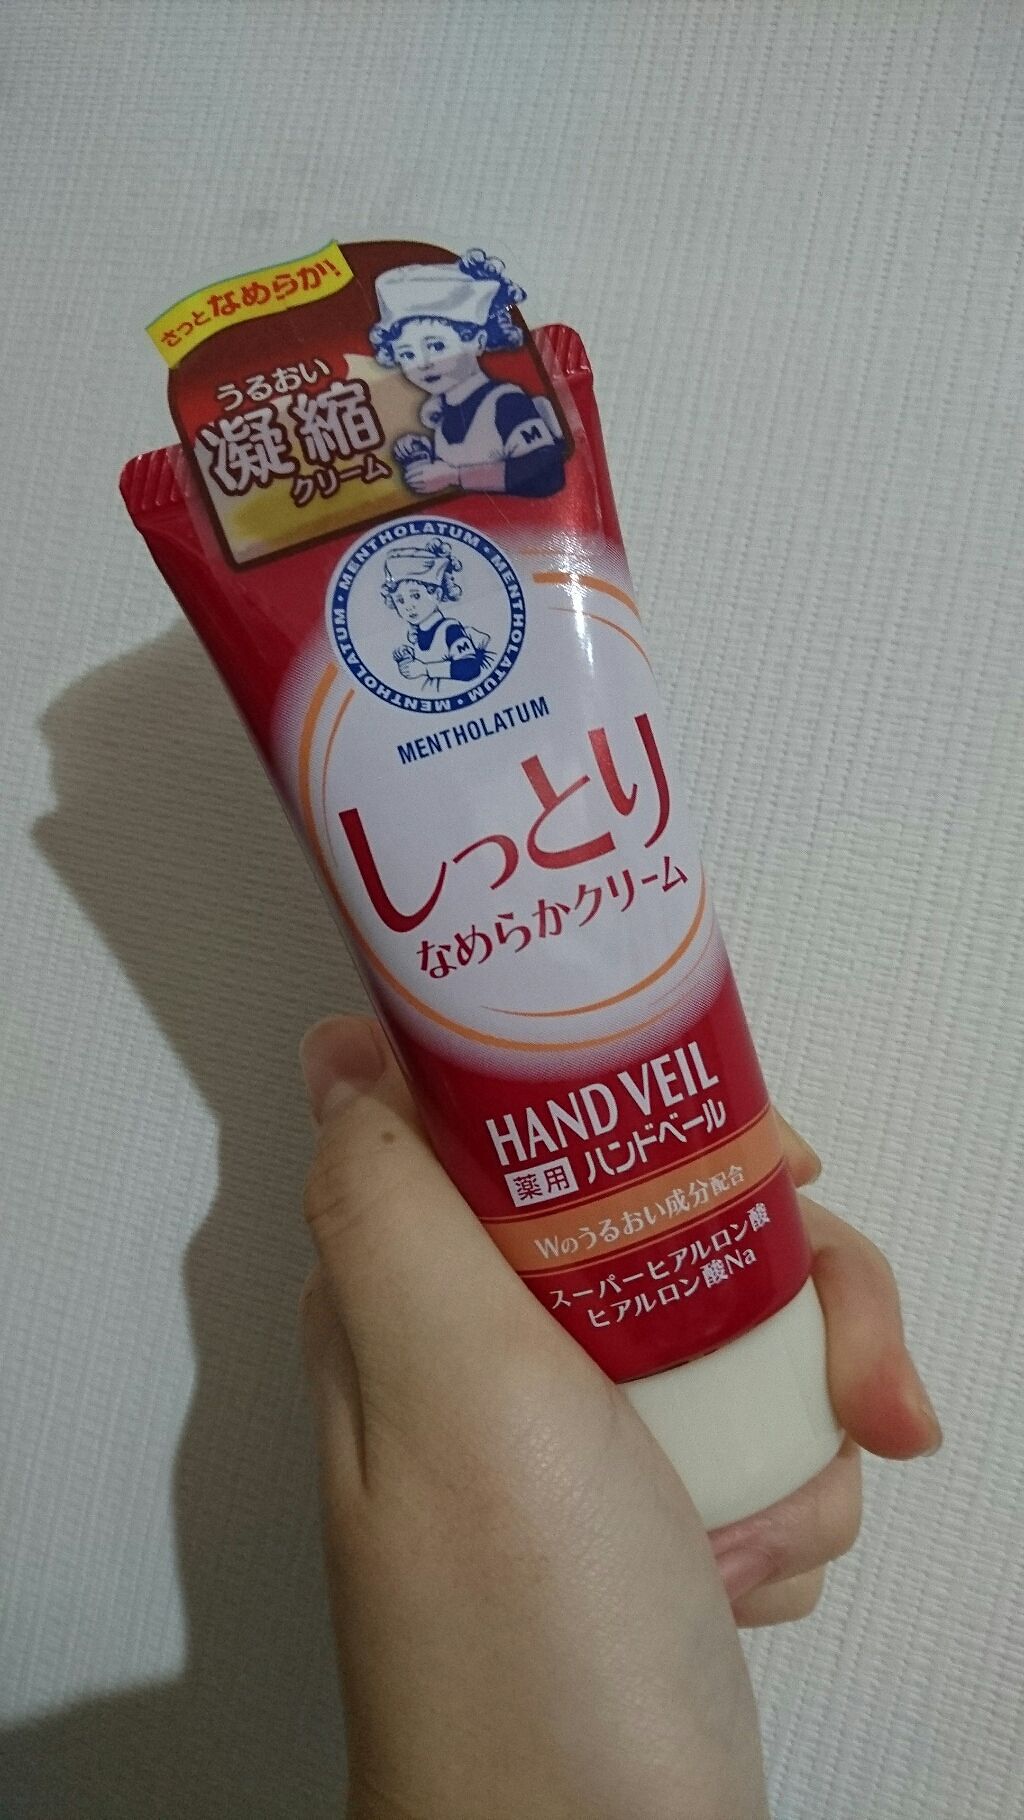 さっとなめらか!
うるおい
凝縮
クリーム
M
MENTHOLATUM・MENTHOLATUM・MENTHOLATUM・MENTHOLATUM・
M
MENTHOLATUM
しっとり
なめらかクリーム
HAND VEIL
薬用 ハンドベール
Wのうるおい成分配合
スーパーヒアルロン酸
ヒアルロン酸Na